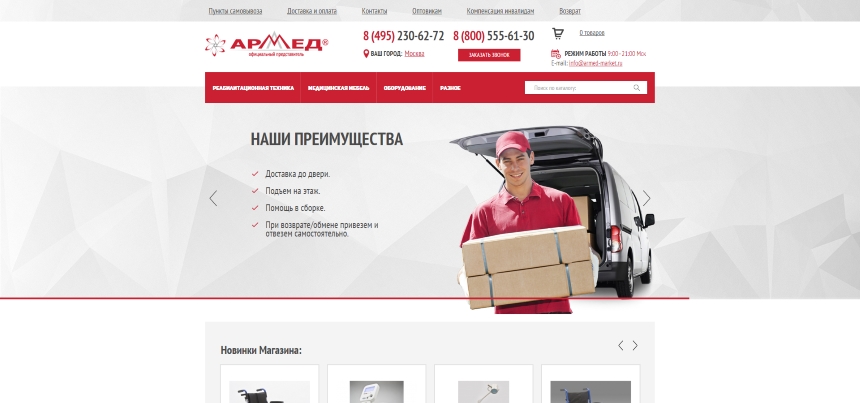 Пункты самовывоза Доставка и оплата Контакты Оптовикам Компенсация инвалидам Возврат
АРМЕД®
официальный представитель
8 (495) 230-62-72 8 (800) 555-61-30
0 товаров
ВАШ ГОРОД: Москва
ЗАКАЗАТЬ ЗВОНОК
РЕЖИМ РАБОТЫ 9:00 - 21:00 Мск
E-mail: info@armed-market.ru
РЕАБИЛИТАЦИОННАЯ ТЕХНИКА МЕДИЦИНСКАЯ МЕБЕЛЬ ОБОРУДОВАНИЕ РАЗНОЕ
Поиск по каталогу
НАШИ ПРЕИМУЩЕСТВА
Доставка до двери.
Подъем на этаж.
Помощь в сборке.
При возврате/обмене привезем и
отвезем самостоятельно.
Новинки Магазина: